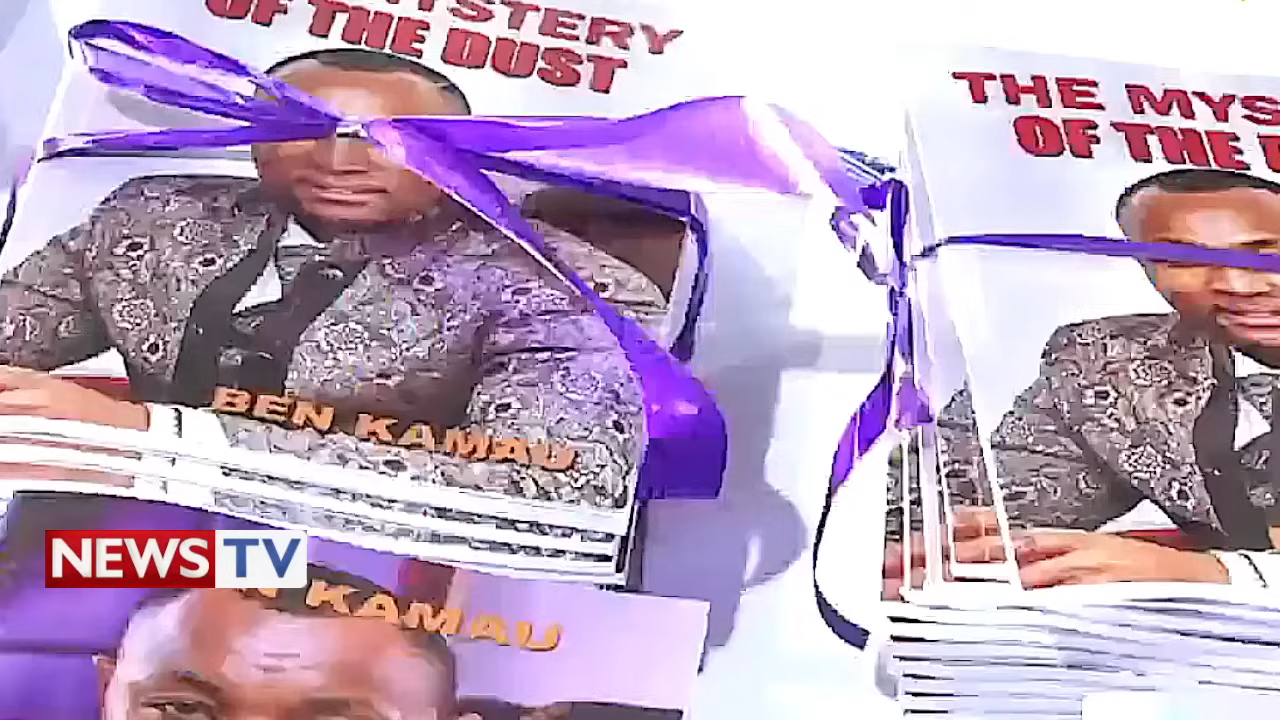 MYSTERY
OF THE DUST
BEN KAMAU
THE MYS
OF THE
KAMAU
NEWS TV